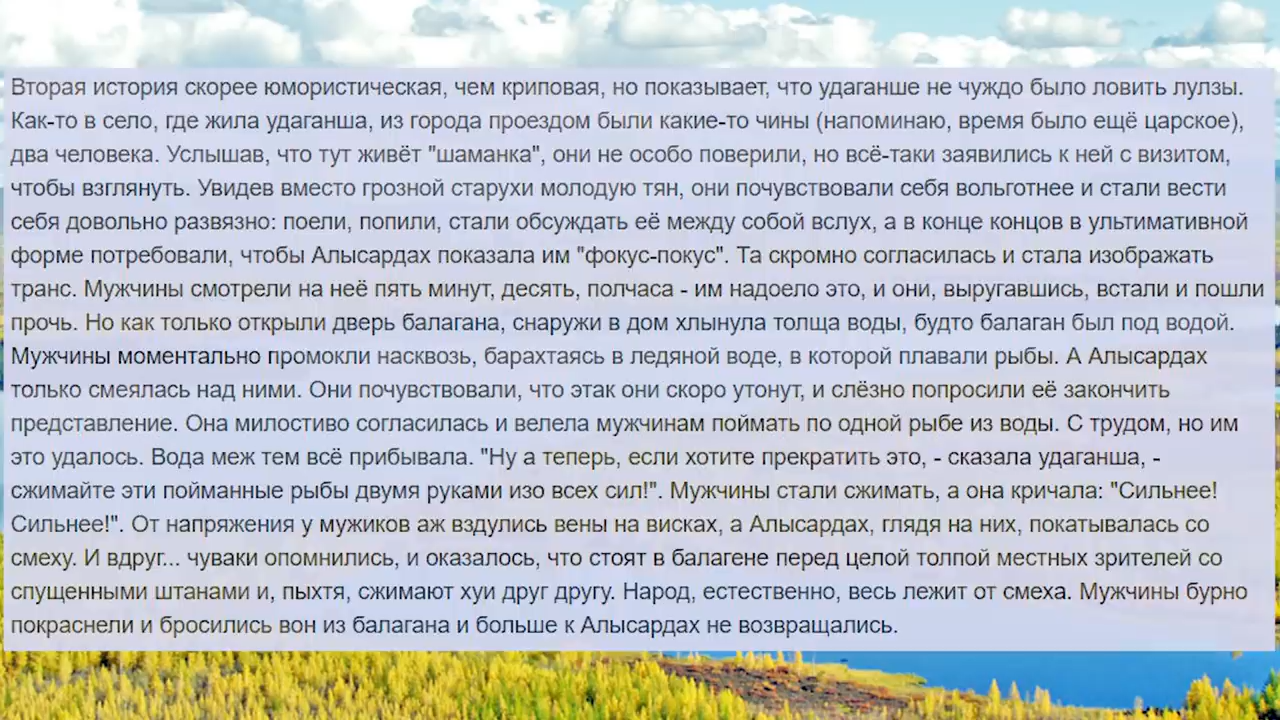 Вторая история скорее юмористическая, чем криповая, но показывает, что удаганше не чуждо было ловить лулзы.
Как-то в село, где жила удаганша, из города проездом были какие-то чины (напоминаю, время было ещё царское),
два человека. Услышав, что тут живёт "шаманка", они не особо поверили, но всё-таки заявились к ней с визитом,
чтобы взглянуть. Увидев вместо грозной старухи молодую тян, они почувствовали себя вольготнее и стали вести
себя довольно развязно: поели, попили, стали обсуждать её между собой вслух, а в конце концов в ультимативной
форме потребовали, чтобы Алысардах показала им "фокус-покус". Та скромно согласилась и стала изображать
транс. Мужчины смотрели на неё пять минут, десять, полчаса - им надоело это, и они, выругавшись, встали и пошли
прочь. Но как только открыли дверь балагана, снаружи в дом хлынула толща воды, будто балаган был под водой.
Мужчины моментально промокли насквозь, барахтаясь в ледяной воде, в которой плавали рыбы. А Алысардах
только смеялась над ними. Они почувствовали, что этак они скоро утонут, и слёзно попросили её закончить
представление. Она милостиво согласилась и велела мужчинам поймать по одной рыбе из воды. С трудом, но им
это удалось. Вода меж тем всё прибывала. "Ну а теперь, если хотите прекратить это, - сказала удаганша, -
сжимайте эти пойманные рыбы двумя руками изо всех сил!". Мужчины стали сжимать, а она кричала: "Сильнее!
Сильнее!". От напряжения у мужиков аж вздулись вены на висках, а Алысардах, глядя на них, покатывалась со
смеху. И вдруг... чуваки опомнились, и оказалось, что стоят в балагене перед целой толпой местных зрителей со
спущенными штанами и, пыхтя, сжимают хуи друг другу. Народ, естественно, весь лежит от смеха. Мужчины бурно
покраснели и бросились вон из балагана и больше к Алысардах не возвращались.